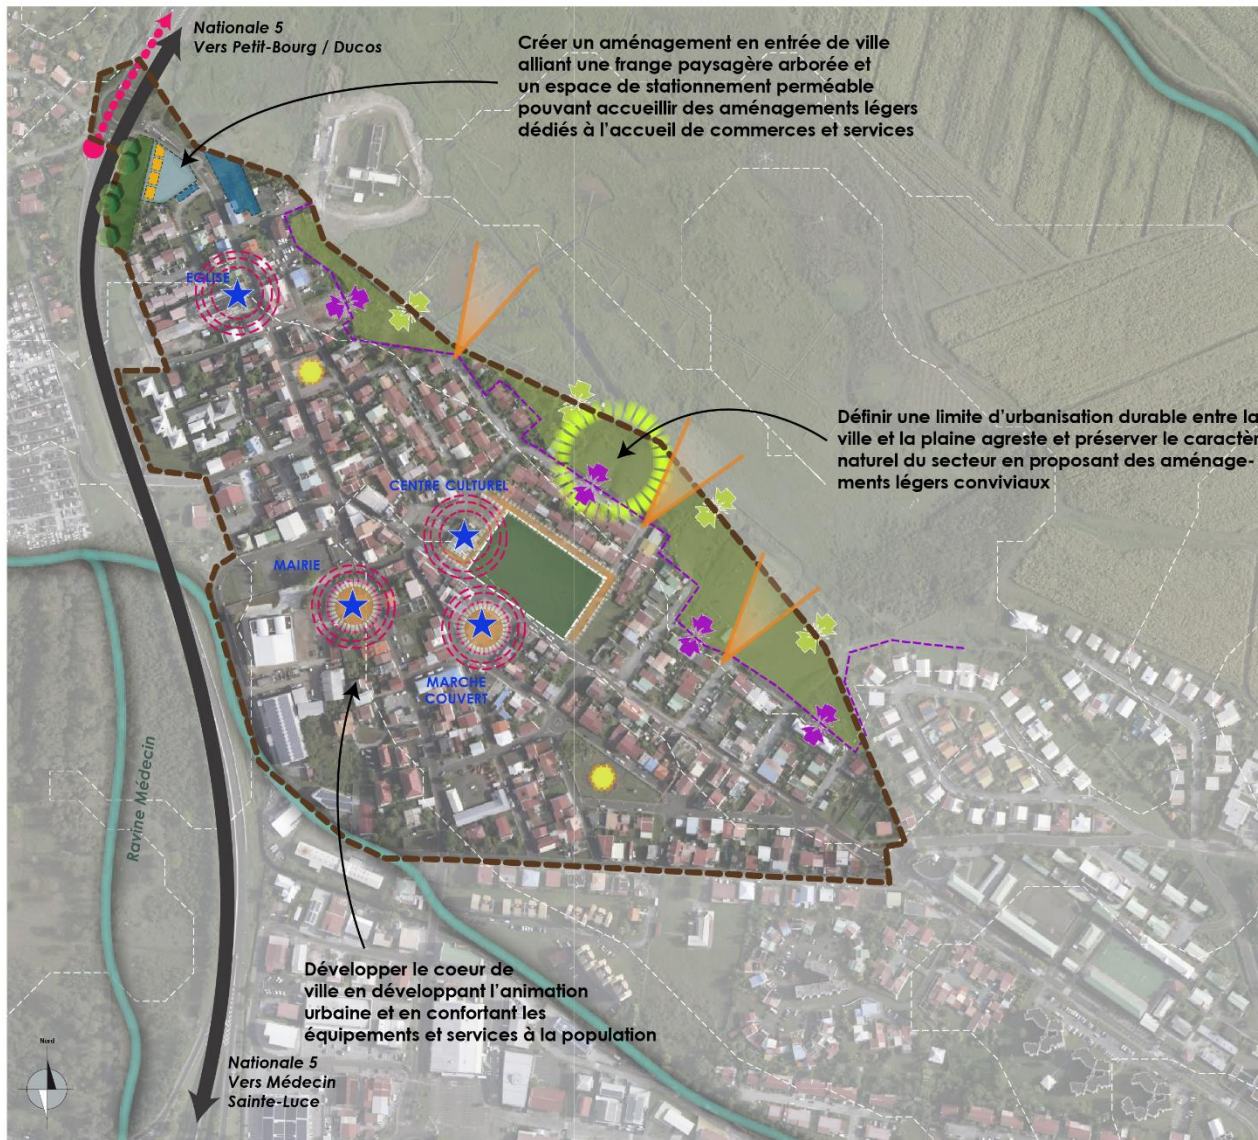 Nationale 5
Vers Petit-Bourg / Ducos
Créer un aménagement en entrée de ville
alliant une frange paysagère arborée et
un espace de stationnement perméable
pouvant accueillir des aménagements légers
dédiés à l'accueil de commerces et services
EGLISE
Définir une limite d'urbanisation durable entre la
ville et la plaine agreste et préserver le caractèr
naturel du secteur en proposant des aménage-
ments légers conviviaux
CENTRE CULTUREL
MAIRIE
MARCHE
COUVERT
Ravine Médecin
Développer le coeur de
ville en développant l'animation
urbaine et en confortant les
équipements et services à la population
Nord
Nationale 5
Vers Médecin
Sainte-Luce